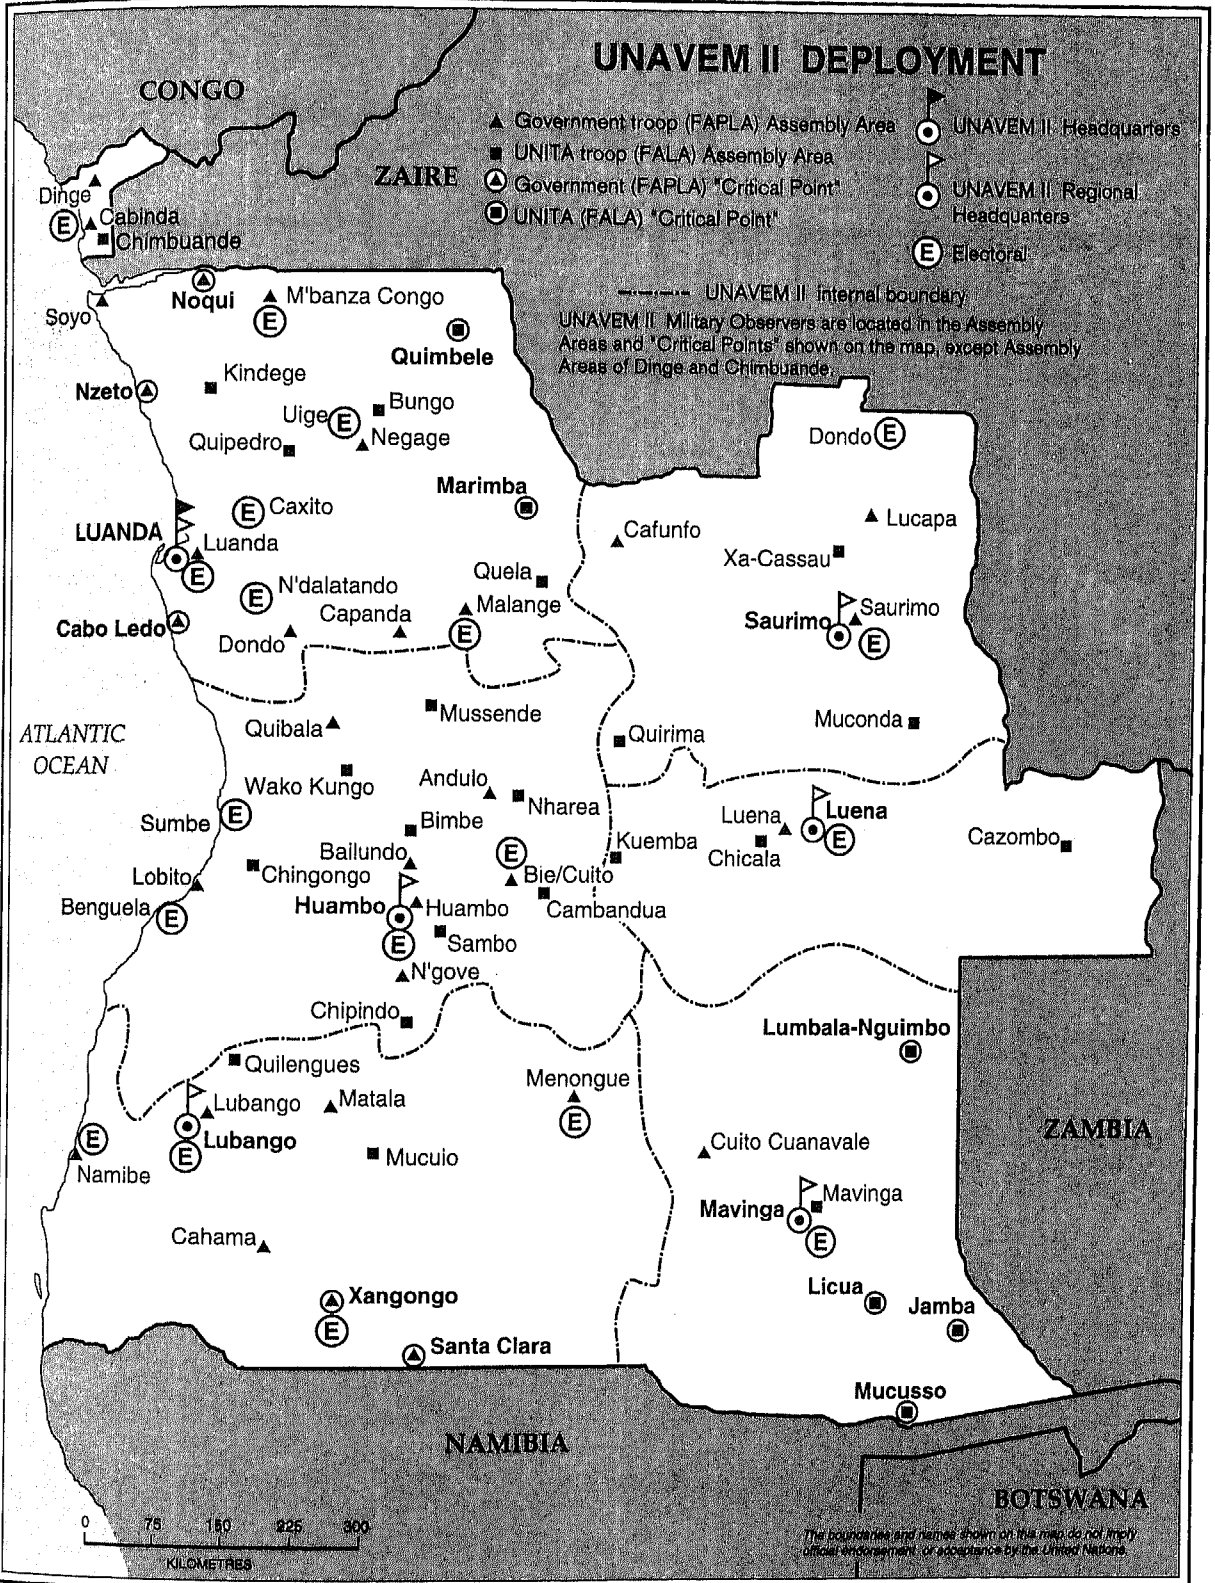 UNAVEM II DEPLOYMENT
CONGO
ZAIRE
▲ Government troop (FAPLA) Assembly Area
■ UNITA troop (FALA) Assembly Area
Government (FAPLA) "Critical Point"
UNITA (FALA) "Critical Point"
UNAVEM II Headquarters
UNAVEM II Regional
Headquarters
E Electoral
UNAVEM II internal boundary
UNAVEM II Military Observers are located in the Assembly
Areas and "Critical Points" shown on the map, except Assembly
Areas of Dinge and Chimbuande.
Dinge
E
Cabinda
Chimbuande
Soyo
Noqui
M'banza Congo
E
Quimbele
Nzeto
Kindege
Uige E
Bungo
Quipedro
Negage
Dondo E
Marimba
E Caxito
LUANDA
Luanda
E
Cafunfo
Lucapa
Xa-Cassau
Quela
E N'dalatando
Capanda
Malange
E
Cabo Ledo
Dondo
Saurimo
Saurimo
E
ATLANTIC
OCEAN
Quibala
Mussende
Quirima
Muconda
Wako Kungo
Andulo
Nharea
Sumbe E
Bimbe
Luena
Luena
E
Chicala
Kuemba
Cazombo
Bailundo
E
Bie/Cuito
Lobito
Chingongo
Benguela E
Huambo
Huambo
E
Cambandua
Sambo
N'gove
Chipindo
Lumbala-Nguimbo
Quilengues
Menongue
E
Lubango
Matala
Lubango
E
E
Namibe
Mucuio
Cuito Cuanavale
ZAMBIA
Mavinga
Mavinga
E
Cahama
Licua
Jamba
Xangongo
E
Santa Clara
Mucusso
NAMIBIA
BOTSWANA
0 75 150 225 300
KILOMETRES
The boundaries and names shown on this map do not imply
official endorsement or acceptance by the United Nations.